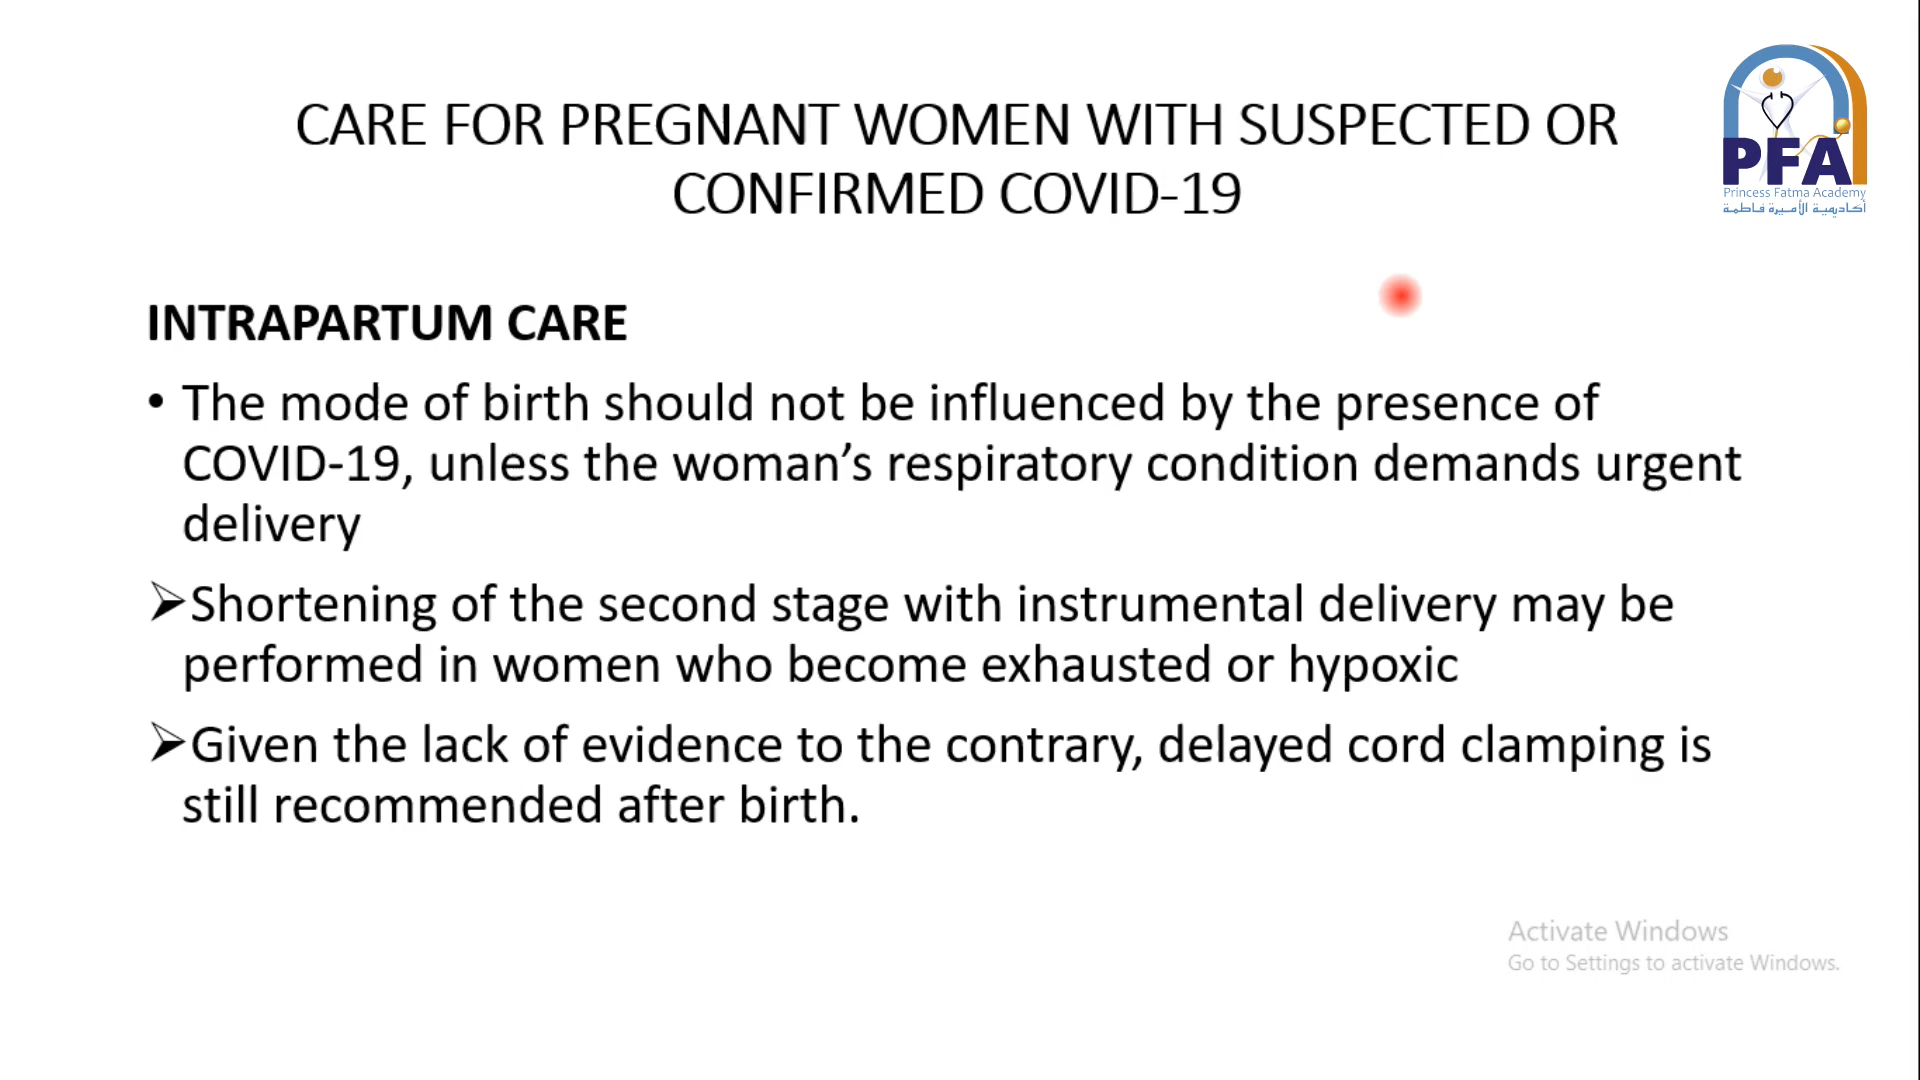 CARE FOR PREGNANT WOMEN WITH SUSPECTED OR
CONFIRMED COVID-19
PFA
Princess Fatma Academy
أكاديمية الأميرة فاطمة
INTRAPARTUM CARE
• The mode of birth should not be influenced by the presence of
COVID-19, unless the woman’s respiratory condition demands urgent
delivery
➢Shortening of the second stage with instrumental delivery may be
performed in women who become exhausted or hypoxic
➢Given the lack of evidence to the contrary, delayed cord clamping is
still recommended after birth.
Activate Windows
Go to Settings to activate Windows.